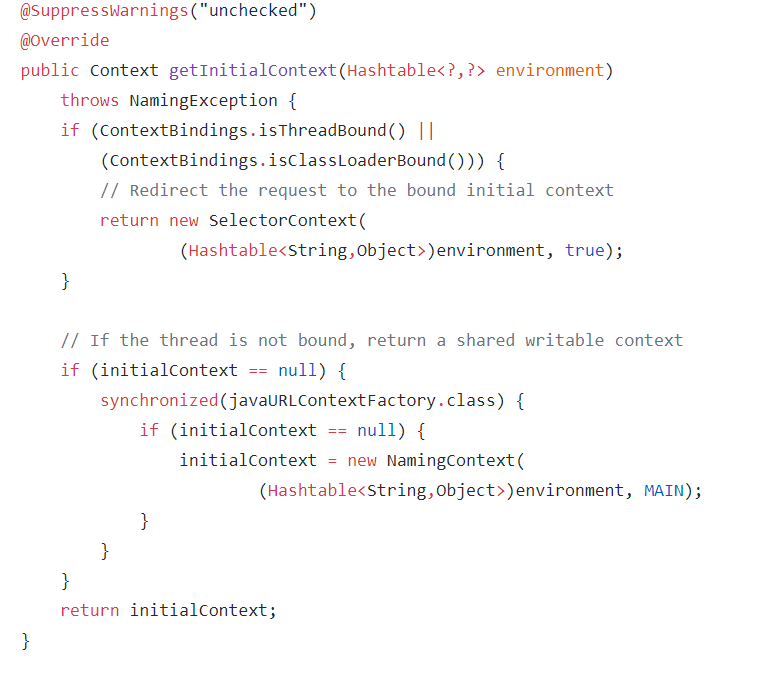 @SuppressWarnings("unchecked")
@Override
public Context getInitialContext(Hashtable<?,?> environment)
    throws NamingException {
    if (ContextBindings.isThreadBound() ||
        (ContextBindings.isClassLoaderBound())) {
        // Redirect the request to the bound initial context
        return new SelectorContext(
                (Hashtable<String,Object>)environment, true);
    }

    // If the thread is not bound, return a shared writable context
    if (initialContext == null) {
        synchronized(javaURLContextFactory.class) {
            if (initialContext == null) {
                initialContext = new NamingContext(
                        (Hashtable<String,Object>)environment, MAIN);
            }
        }
    }
    return initialContext;
}